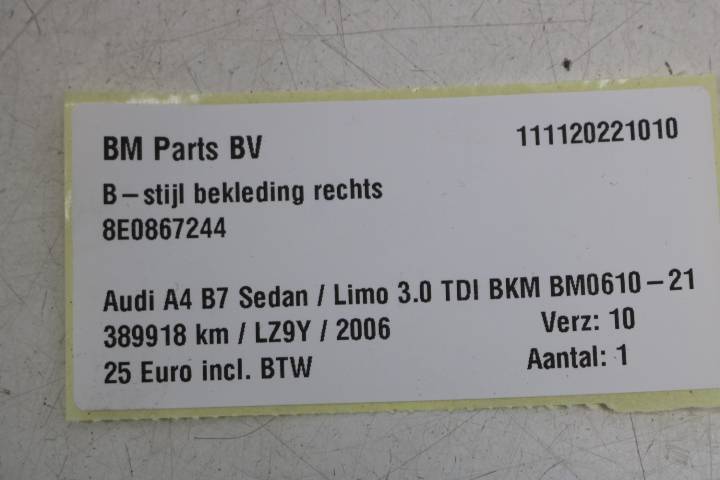 BM Parts BV 111120221010
B-stijl bekleding rechts
8E0867244
Audi A4 B7 Sedan / Limo 3.0 TDI BKM BM0610-21
389918 km / LZ9Y / 2006 Verz: 10
25 Euro incl. BTW Aantal: 1